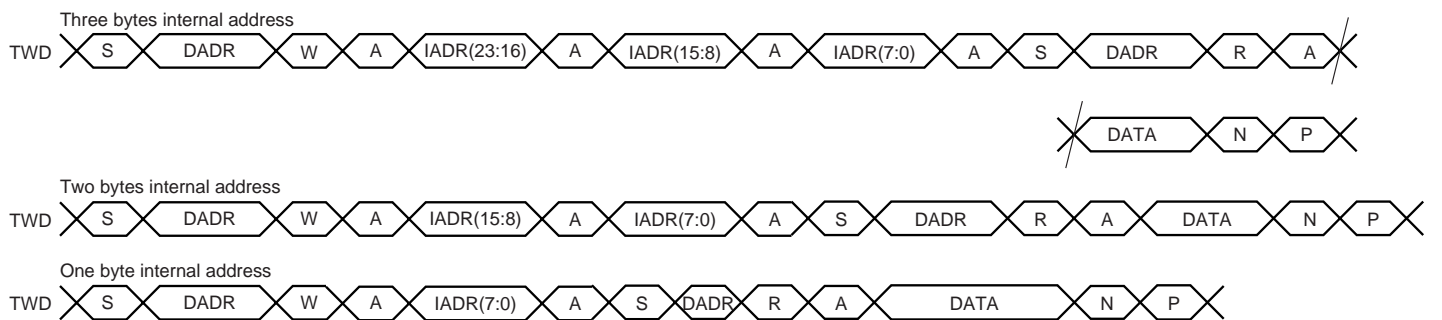 Three bytes internal address
TWD S DADR W A IADR(23:16) A IADR(15:8) A IADR(7:0) A S DADR R A
DATA N P
Two bytes internal address
TWD S DADR W A IADR(15:8) A IADR(7:0) A S DADR R A DATA N P
One byte internal address
TWD S DADR W A IADR(7:0) A S DADR R A DATA N P